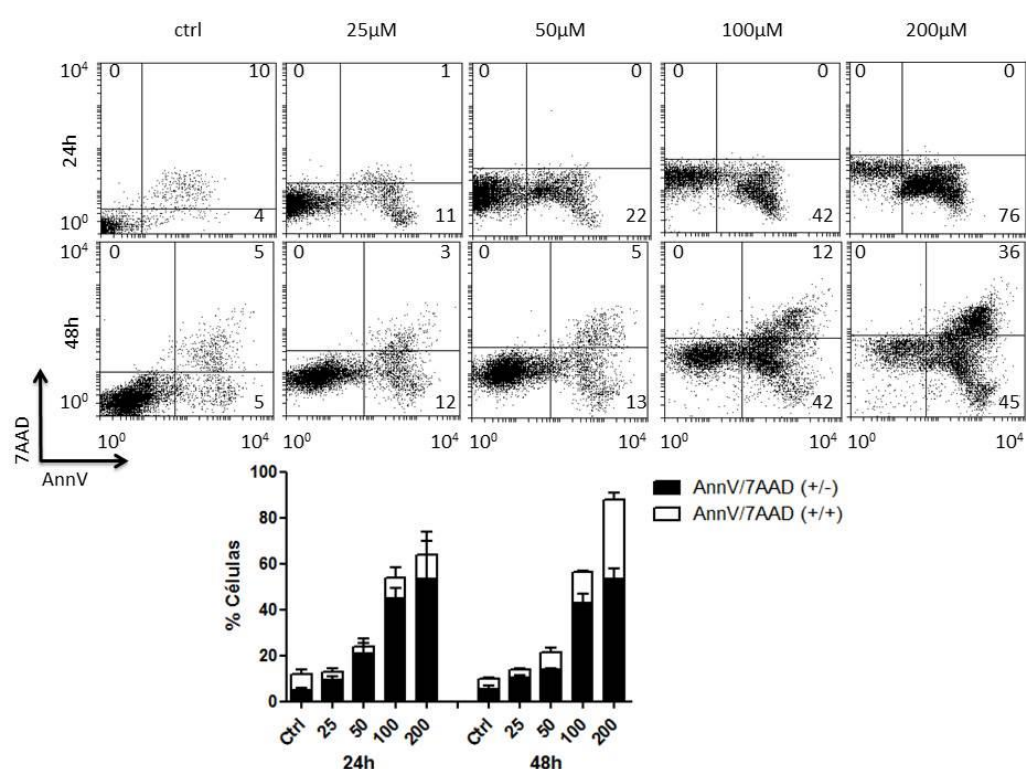 ctrl 25µM 50µM 100µM 200µM
10⁴ 0 10 0 1 0 0 0 0 0 0
24h
10⁰ 4 11 22 42 76
10⁴ 0 5 0 3 0 5 0 12 0 36
48h
10⁰ 5 12 13 42 45
7AAD
10⁰ 10⁴ 10⁰ 10⁴ 10⁰ 10⁴ 10⁰ 10⁴ 10⁰ 10⁴
AnnV
100
80
60
40
20
0
% Células
AnnV/7AAD (+/-)
AnnV/7AAD (+/+)
Ctrl 25 50 100 200 Ctrl 25 50 100 200
24h 48h